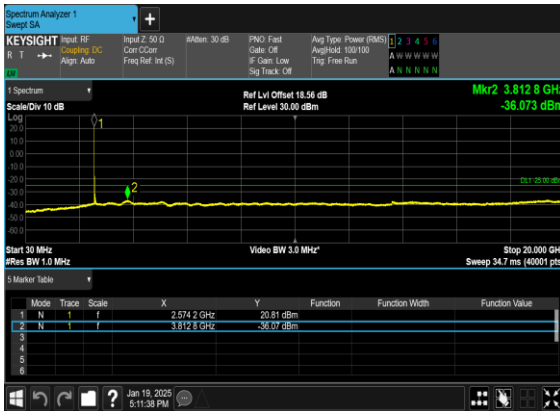 Spectrum Analyzer 1
Swept SA
+
KEYSIGHT Input: RF Input Z: 50 Ω #Atten: 30 dB PNO: Fast Avg Type: Power (RMS) 1 2 3 4 5 6
R T Coupling: DC Corr CCorr Gate: Off Avg|Hold: 100/100 A W W W W W
Align: Auto Freq Ref: Int (S) IF Gain: Low Trig: Free Run
Sig Track: Off A N N N N N
1 Spectrum Ref Lvl Offset 18.56 dB Mkr2 3.812 8 GHz
Scale/Div 10 dB Ref Level 30.00 dBm -36.073 dBm
Log
20.0
10.0
0.00
-10.0
-20.0
-30.0
-40.0
-50.0
-60.0
1
2
DL1 -25.00 dBm
Start 30 MHz Video BW 3.0 MHz* Stop 20.000 GHz
#Res BW 1.0 MHz Sweep 34.7 ms (40001 pts)
5 Marker Table
Mode Trace Scale X Y Function Function Width Function Value
1 N 1 f 2.574 2 GHz 20.81 dBm
2 N 1 f 3.812 8 GHz -36.07 dBm
3
4
5
6
? Jan 19, 2025
5:11:38 PM